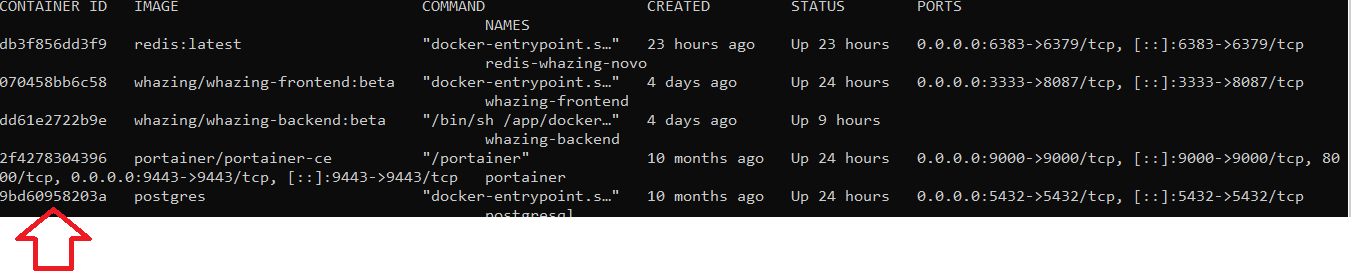 CONTAINER ID   IMAGE                          COMMAND                  CREATED         STATUS        PORTS
NAMES
db3f856dd3f9   redis:latest                   "docker-entrypoint.s…"   23 hours ago    Up 23 hours   0.0.0.0:6383->6379/tcp, [::]:6383->6379/tcp
redis-whazing-novo
070458bb6c58   whazing/whazing-frontend:beta   "docker-entrypoint.s…"   4 days ago      Up 24 hours   0.0.0.0:3333->8087/tcp, [::]:3333->8087/tcp
whazing-frontend
dd61e2722b9e   whazing/whazing-backend:beta    "/bin/sh /app/docker…"   4 days ago      Up 9 hours
whazing-backend
2f4278304396   portainer/portainer-ce          "/portainer"             10 months ago   Up 24 hours   0.0.0.0:9000->9000/tcp, [::]:9000->9000/tcp, 80
00/tcp, 0.0.0.0:9443->9443/tcp, [::]:9443->9443/tcp   portainer
9bd60958203a   postgres                        "docker-entrypoint.s…"   10 months ago   Up 24 hours   0.0.0.0:5432->5432/tcp, [::]:5432->5432/tcp
postgresql